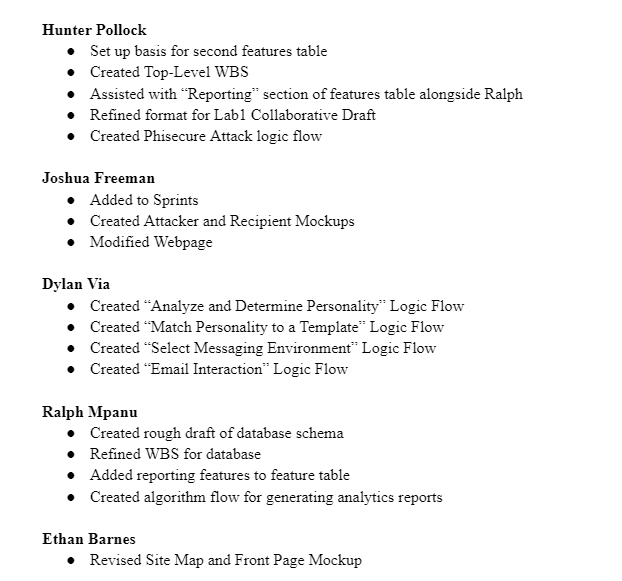 Hunter Pollock
● Set up basis for second features table
● Created Top-Level WBS
● Assisted with “Reporting” section of features table alongside Ralph
● Refined format for Lab1 Collaborative Draft
● Created Phisecure Attack logic flow
Joshua Freeman
● Added to Sprints
● Created Attacker and Recipient Mockups
● Modified Webpage
Dylan Via
● Created “Analyze and Determine Personality” Logic Flow
● Created “Match Personality to a Template” Logic Flow
● Created “Select Messaging Environment” Logic Flow
● Created “Email Interaction” Logic Flow
Ralph Mpanu
● Created rough draft of database schema
● Refined WBS for database
● Added reporting features to feature table
● Created algorithm flow for generating analytics reports
Ethan Barnes
● Revised Site Map and Front Page Mockup